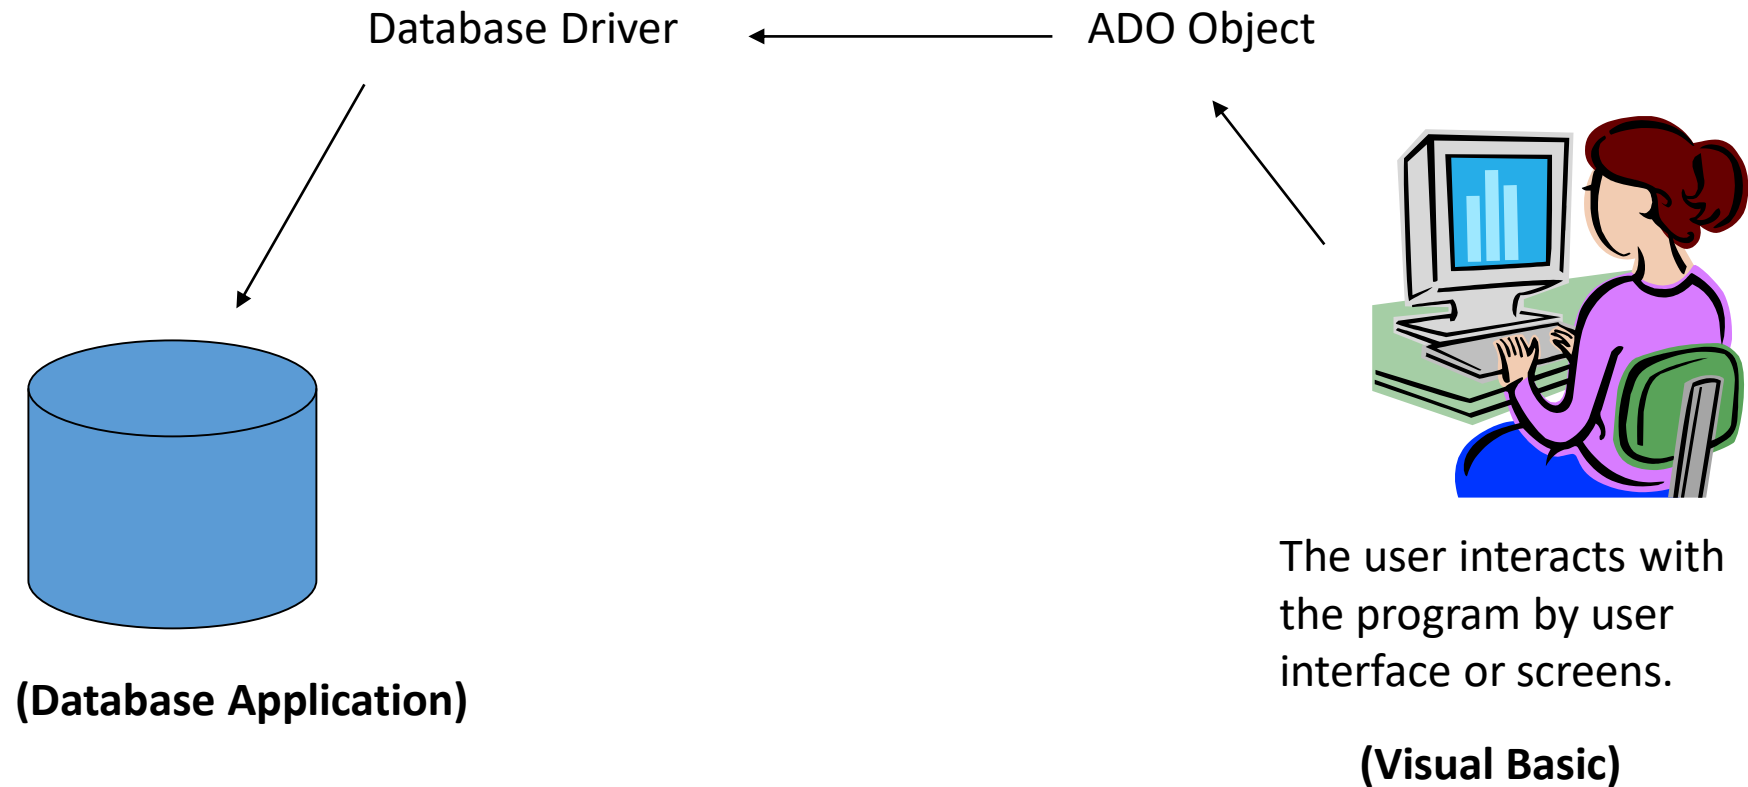 Database Driver
ADO Object
The user interacts with
the program by user
interface or screens.
(Database Application)
(Visual Basic)